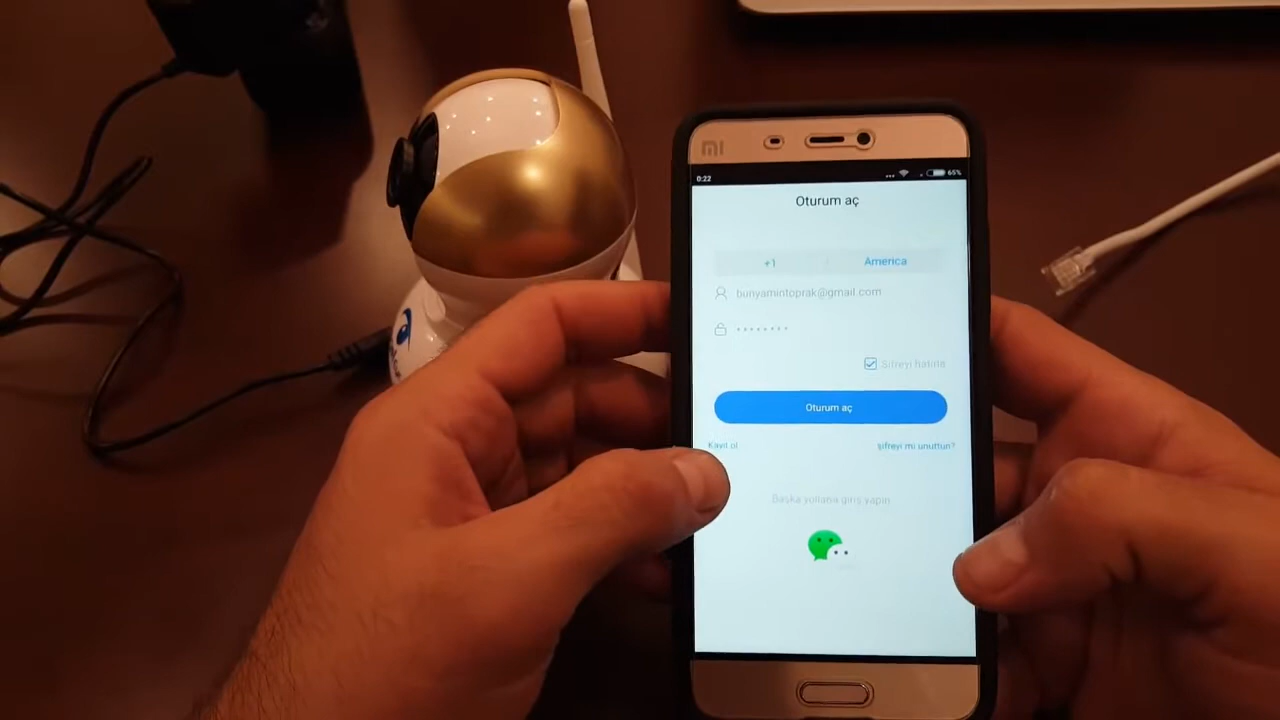 mi
0:22 65%
Oturum aç
+1 America
bunyamintoprak@gmail.com
Şifreyi hatırla
Oturum aç
Kayıt ol şifreyi mi unuttun?
Başka yollarla giriş yapın